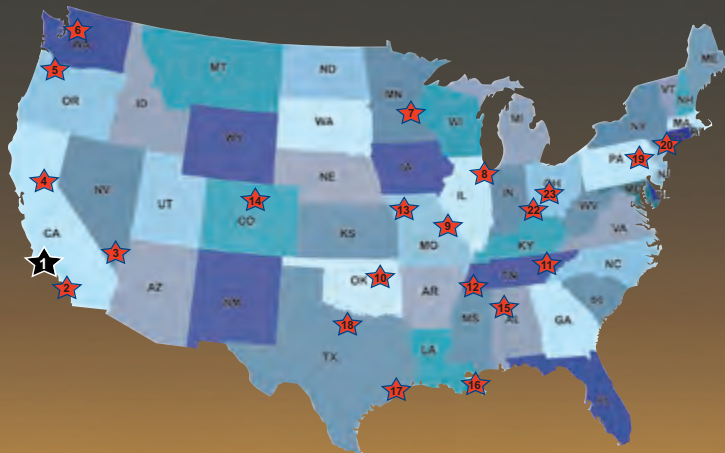 6
WA
5
OR
ID
MT
ND
MN
7
WI
MI
ME
VT
NH
NY
MA
20
19
PA
NJ
WA
WY
IA
NE
8
IL
IN
OH
23
22
WV
VA
4
NV
UT
14
CO
KS
13
9
MO
KY
CA
1
2
3
AZ
NM
10
OK
AR
11
TN
NC
12
15
MS
AL
GA
SC
18
TX
LA
17
16